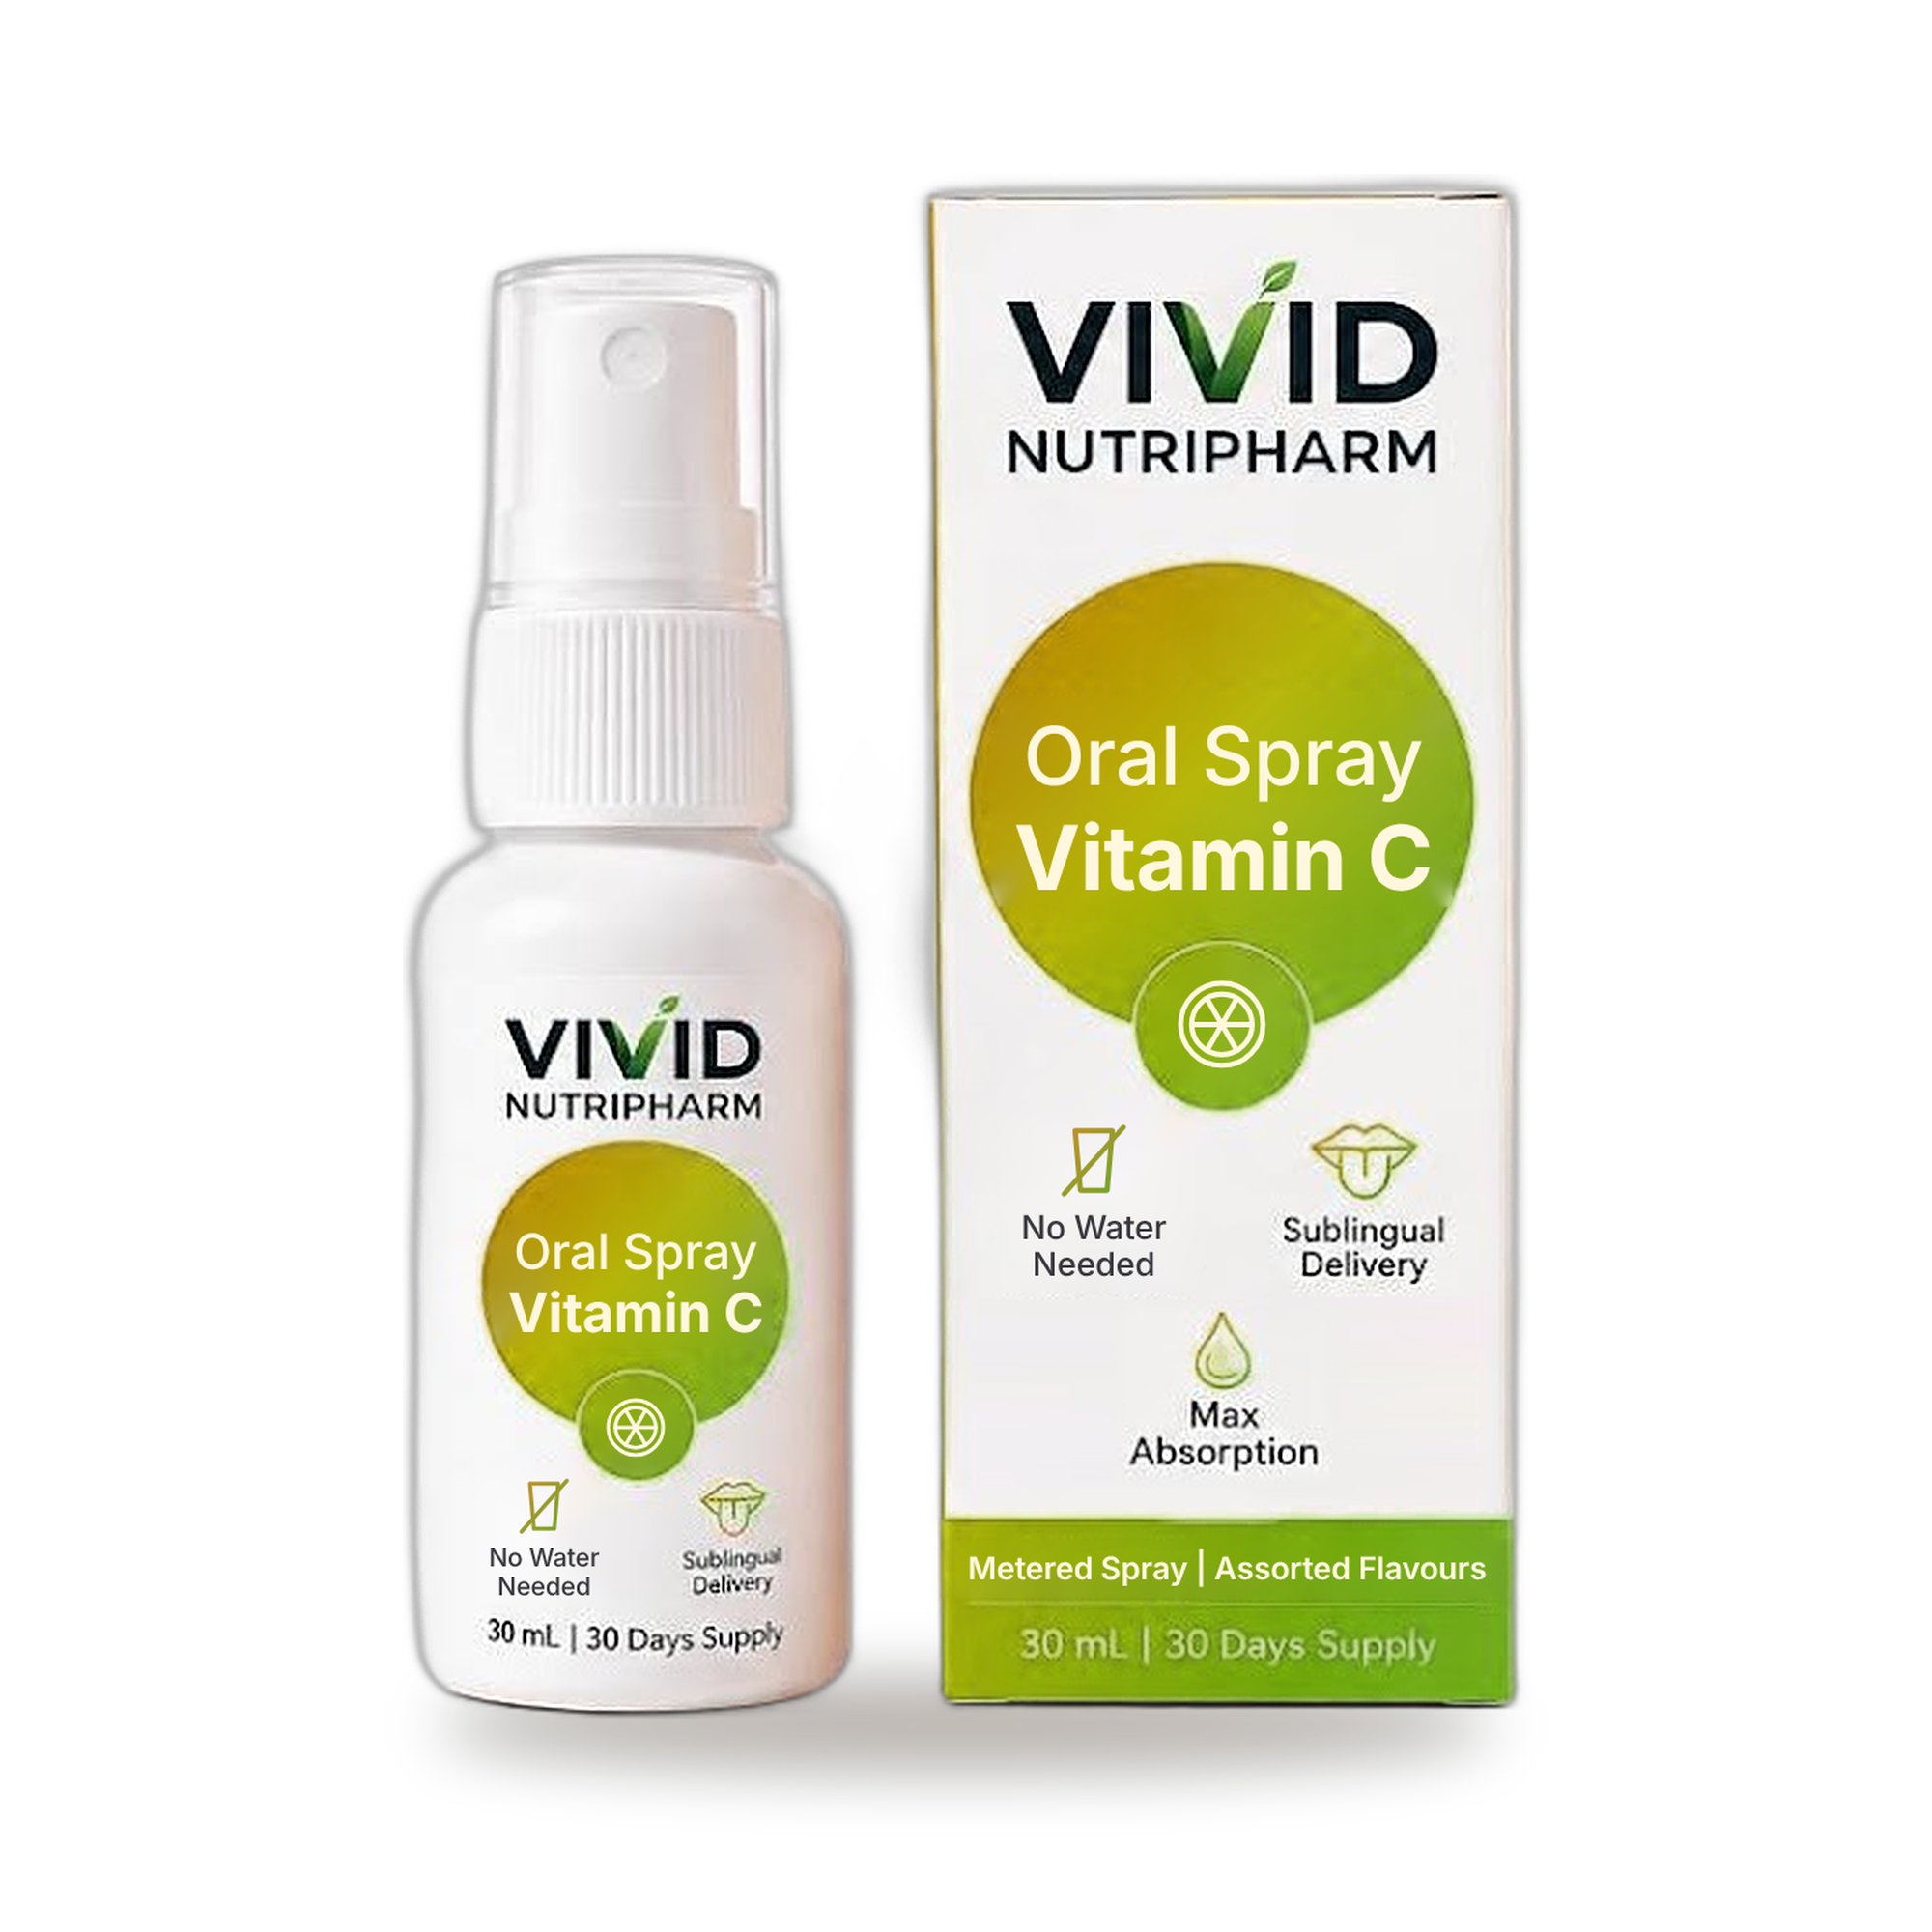 VIVID
NUTRIPHARM
Oral Spray
Vitamin C
No Water
Needed
Sublingual
Delivery
30 mL | 30 Days Supply
VIVID
NUTRIPHARM
Oral Spray
Vitamin C
No Water
Needed
Sublingual
Delivery
Max
Absorption
Metered Spray | Assorted Flavours
30 mL | 30 Days Supply